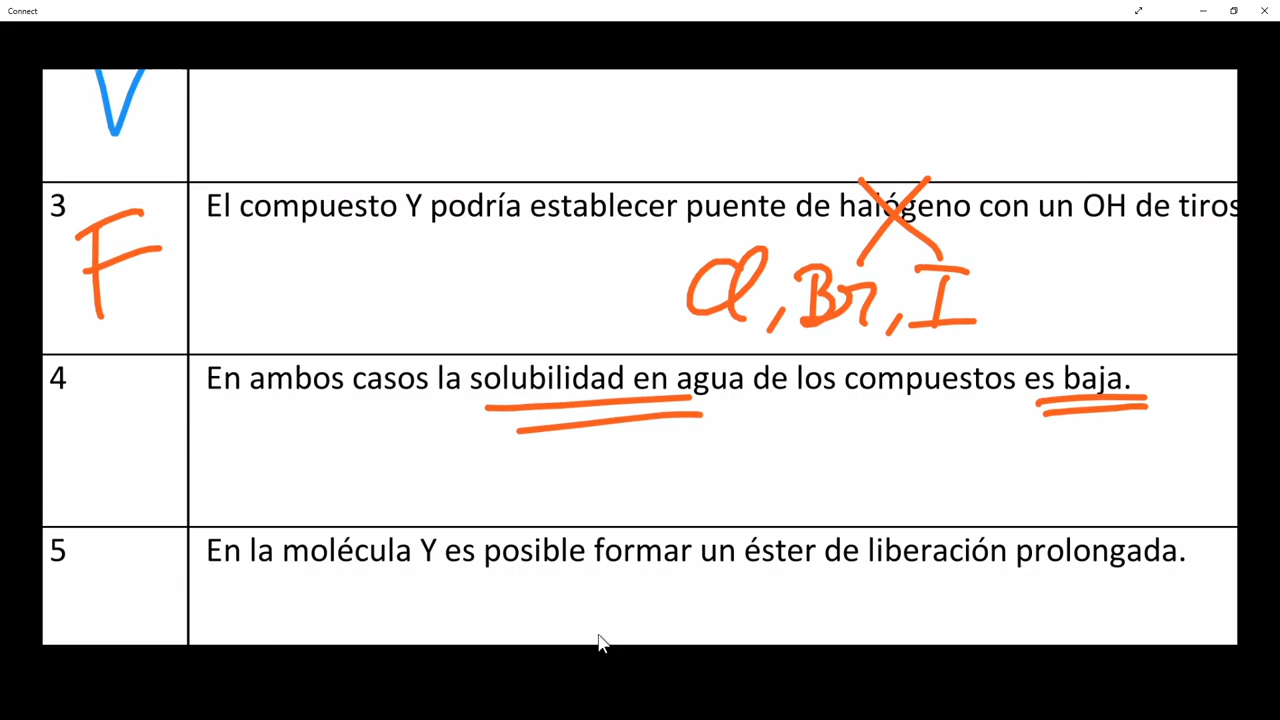 Connect
V
3 El compuesto Y podría establecer puente de halógeno con un OH de tiros
F
Cl, Br, I
4 En ambos casos la solubilidad en agua de los compuestos es baja.
5 En la molécula Y es posible formar un éster de liberación prolongada.